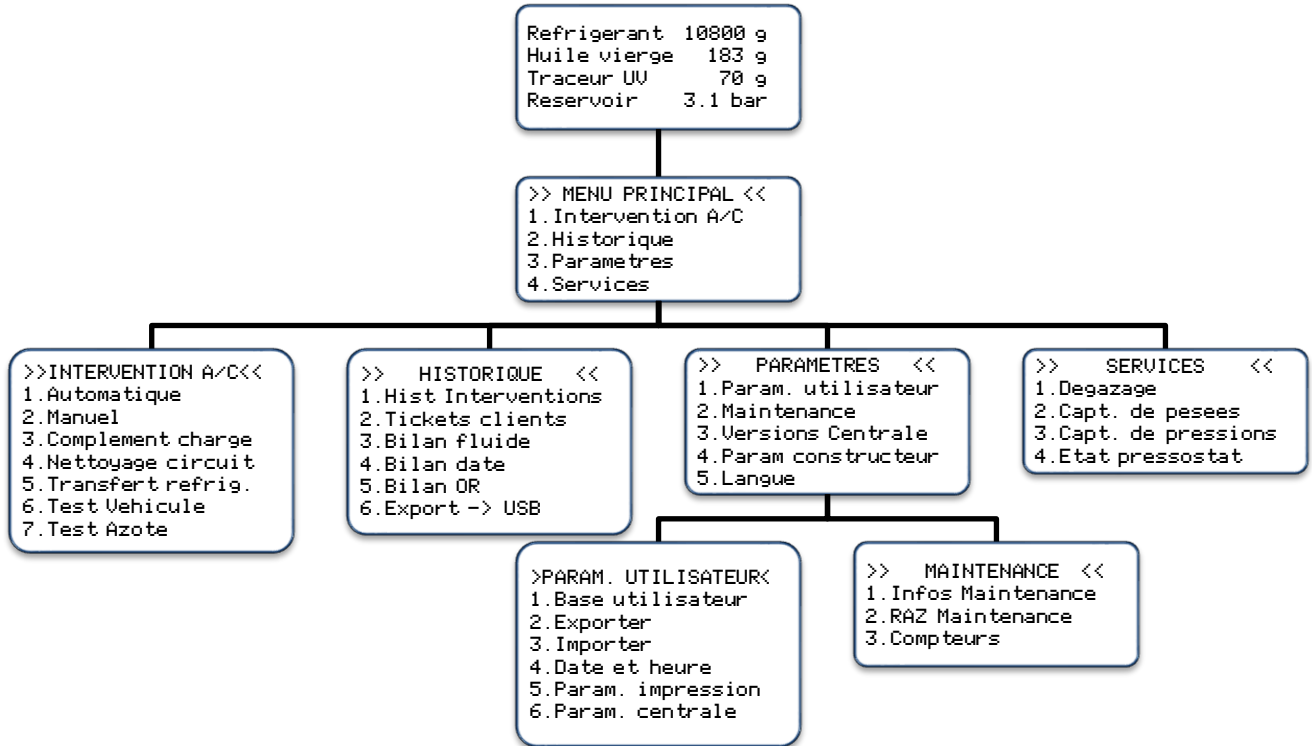 Refrigerant 10800 g
Huile vierge 183 g
Traceur UV 70 g
Reservoir 3.1 bar
>> MENU PRINCIPAL <<
1.Intervention A/C
2.Historique
3.Parametres
4.Services
>>INTERVENTION A/C<<
1.Automatique
2.Manuel
3.Complement charge
4.Nettoyage circuit
5.Transfert refrig.
6.Test Vehicule
7.Test Azote
>> HISTORIQUE <<
1.Hist Interventions
2.Tickets clients
3.Bilan fluide
4.Bilan date
5.Bilan OR
6.Export -> USB
>> PARAMETRES <<
1.Param. utilisateur
2.Maintenance
3.Versions Centrale
4.Param constructeur
5.Langue
>> SERVICES <<
1.Degazage
2.Capt. de pesees
3.Capt. de pressions
4.Etat pressostat
>PARAM. UTILISATEUR<
1.Base utilisateur
2.Exporter
3.Importer
4.Date et heure
5.Param. impression
6.Param. centrale
>> MAINTENANCE <<
1.Infos Maintenance
2.RAZ Maintenance
3.Compteurs